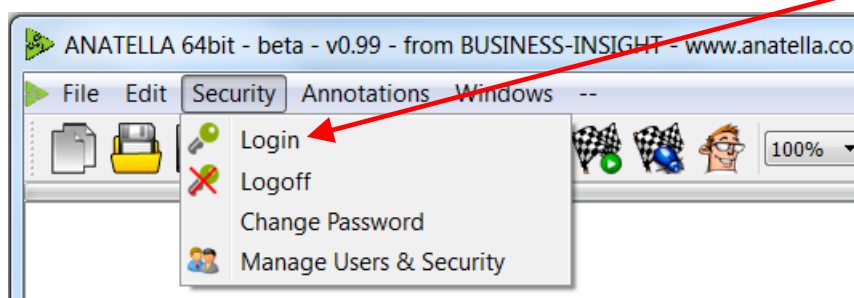 ANATELLA 64bit - beta - v0.99 - from BUSINESS-INSIGHT - www.anatella.co
File Edit Security Annotations Windows --
Login
100%
Logoff
Change Password
Manage Users & Security